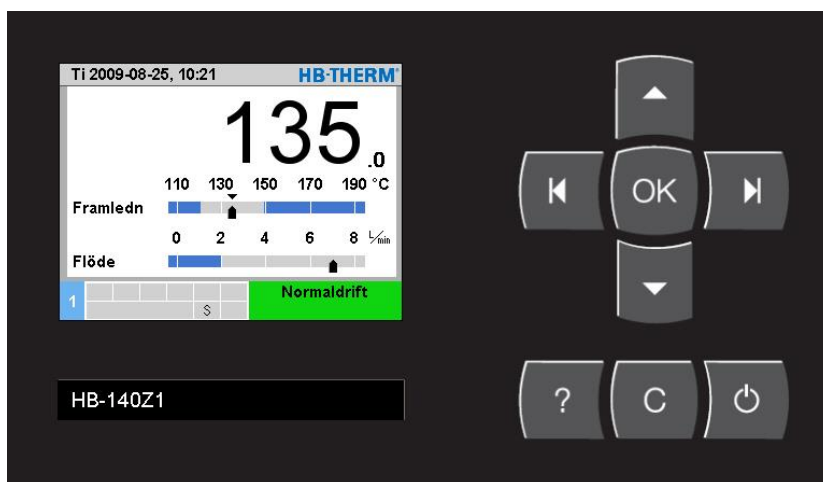 Ti 2009-08-25, 10:21 HB-THERM®
135.0
110 130 150 170 190 °C
Framledn
0 2 4 6 8 L/min
Flöde
1 S Normaldrift
HB-140Z1
OK
? C